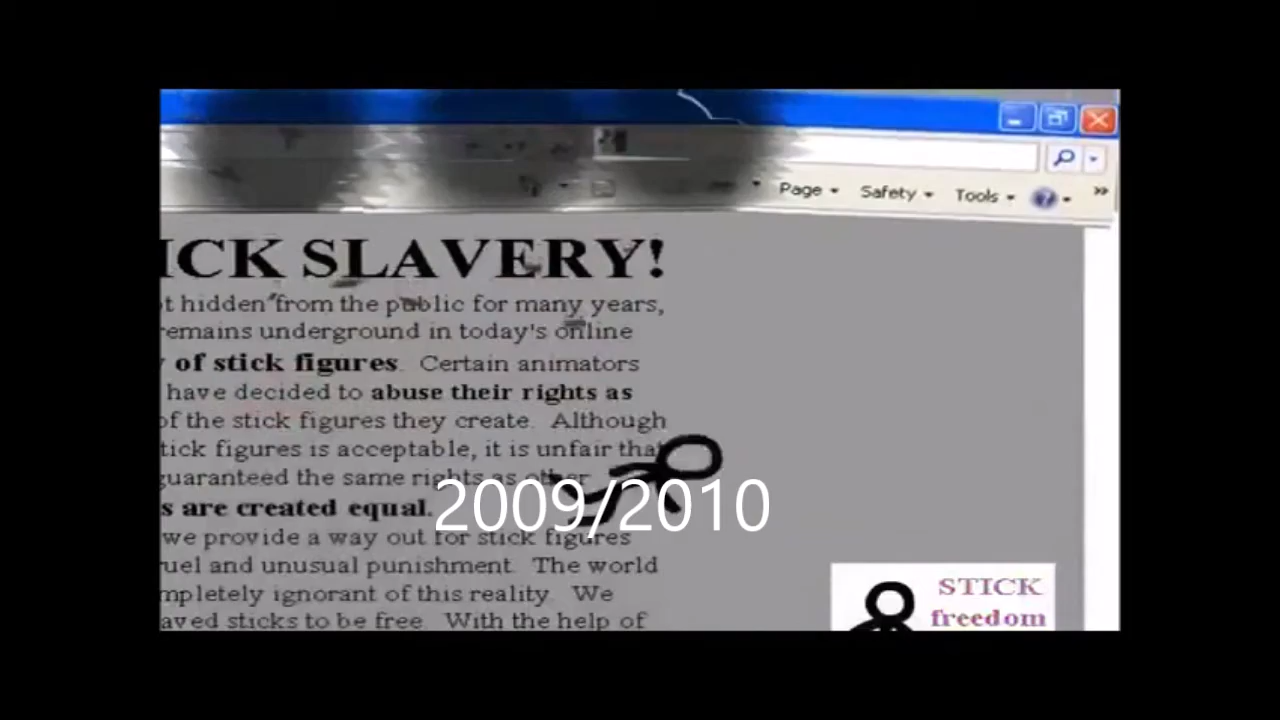 Page
Safety
Tools
ICK SLAVERY!
t hidden from the public for many years,
remains underground in today's online
of stick figures. Certain animators
have decided to abuse their rights as
of the stick figures they create. Although
tick figures is acceptable, it is unfair that
guaranteed the same rights as other
s are created equal.
2009/2010
we provide a way out for stick figures
uel and unusual punishment. The world
mpletely ignorant of this reality. We
aved sticks to be free. With the help of
STICK
freedom